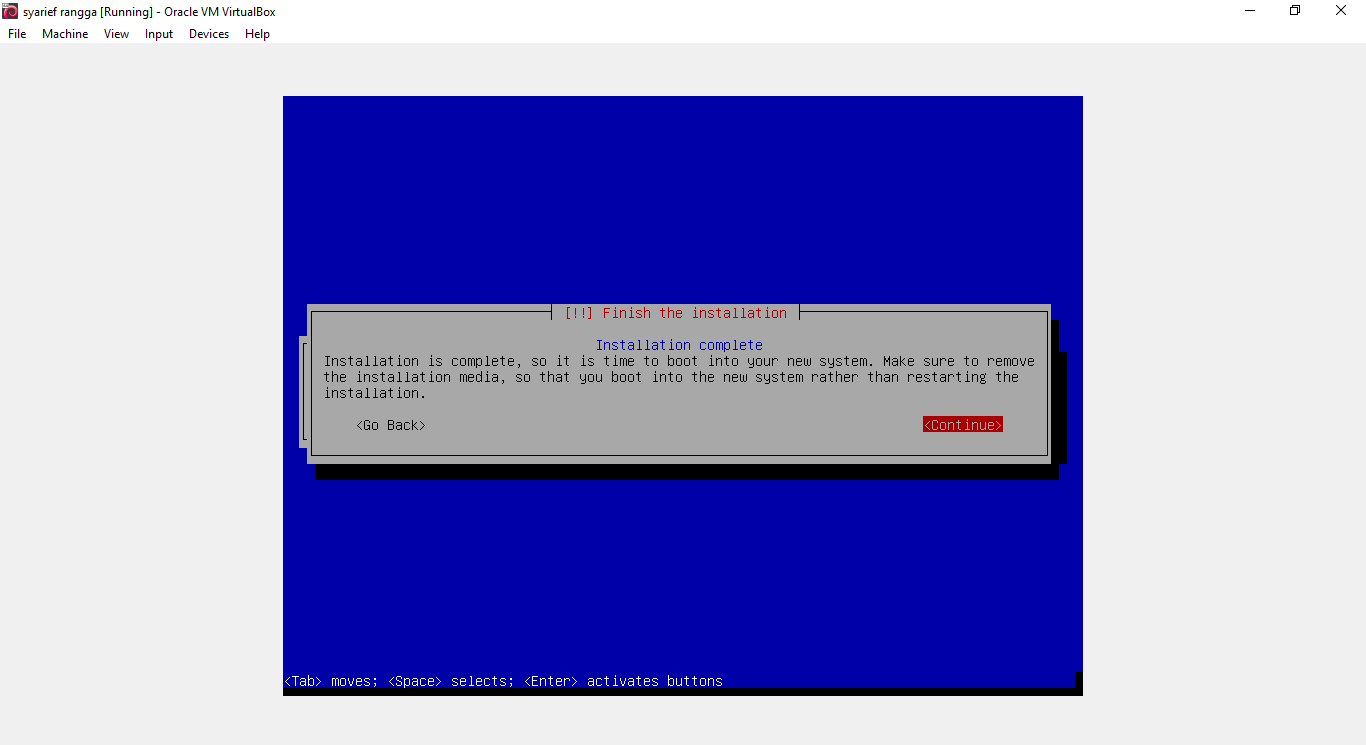 syarief rangga [Running] - Oracle VM VirtualBox
File Machine View Input Devices Help
[!!] Finish the installation
Installation complete
Installation is complete, so it is time to boot into your new system. Make sure to remove
the installation media, so that you boot into the new system rather than restarting the
installation.
<Go Back> <Continue>
<Tab> moves; <Space> selects; <Enter> activates buttons